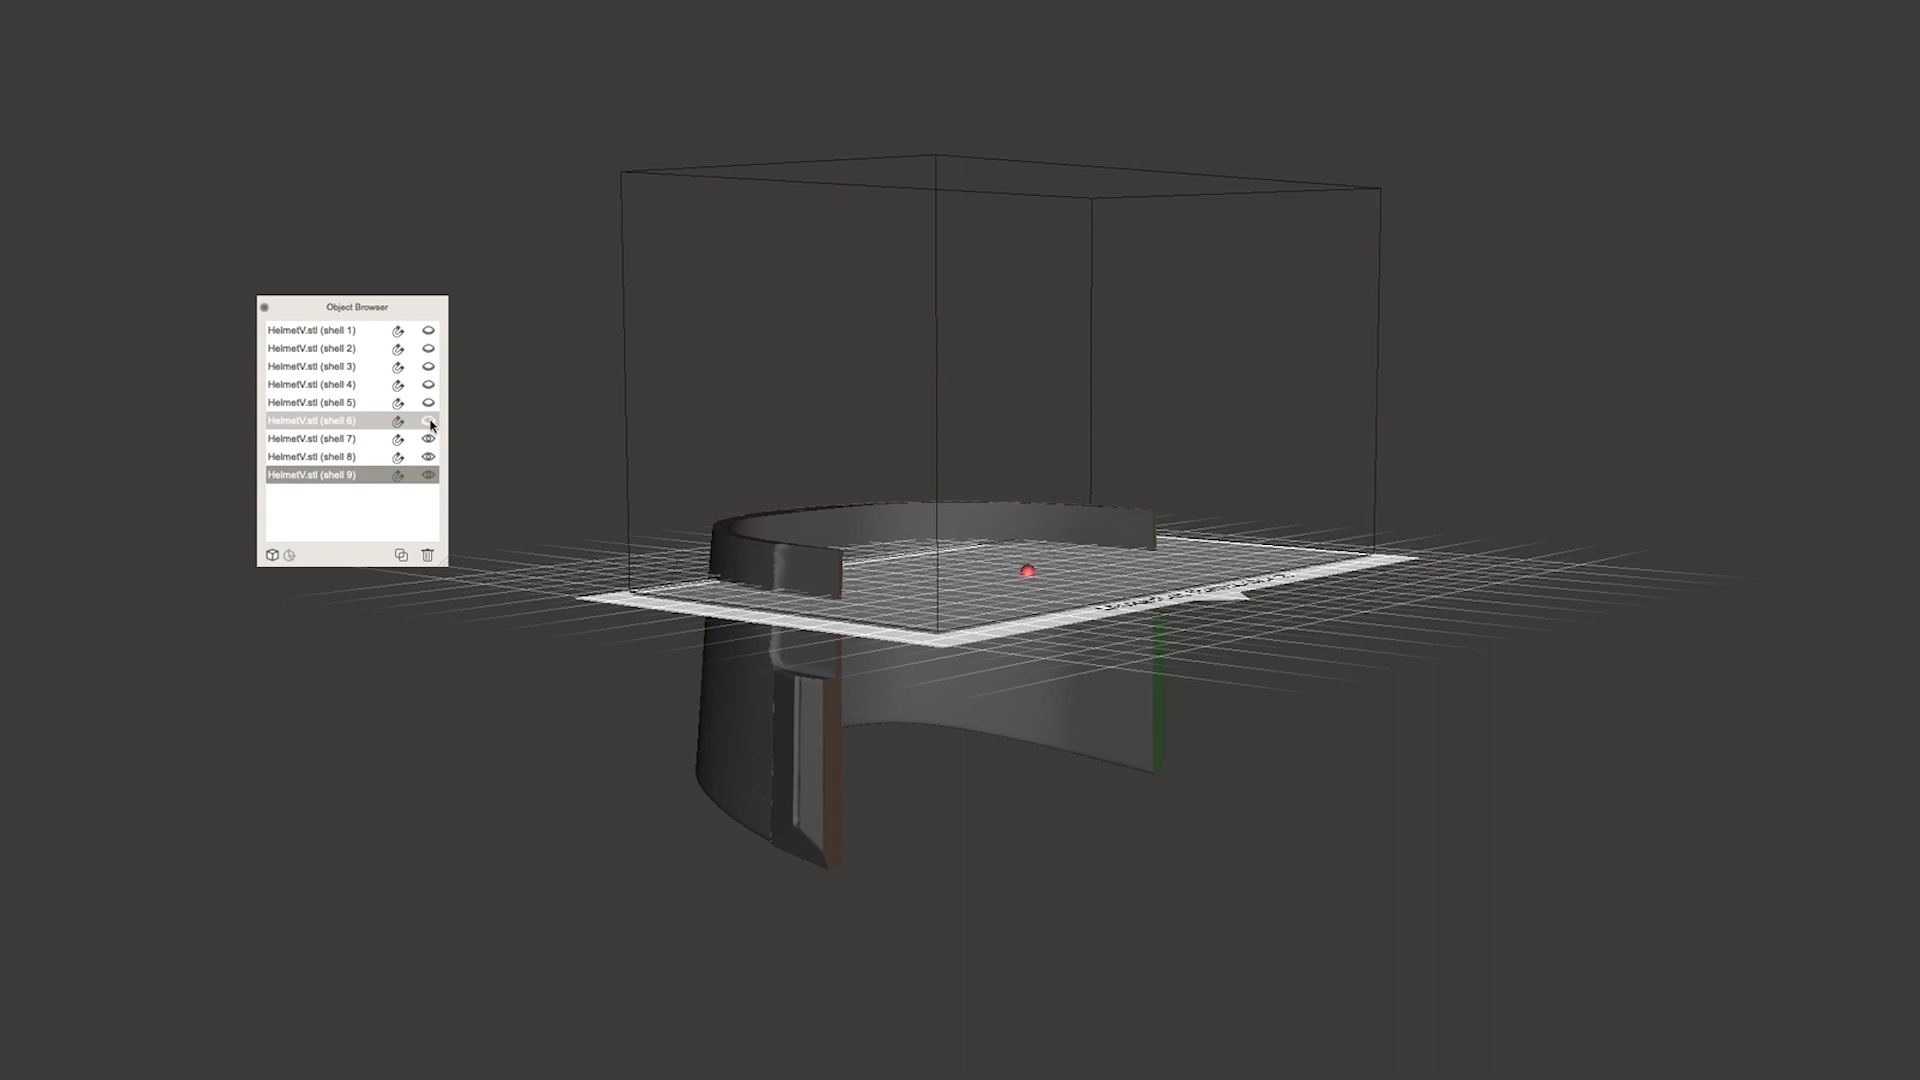 Object Browser
HelmetV.stl (shell 1)
HelmetV.stl (shell 2)
HelmetV.stl (shell 3)
HelmetV.stl (shell 4)
HelmetV.stl (shell 5)
HelmetV.stl (shell 6)
HelmetV.stl (shell 7)
HelmetV.stl (shell 8)
HelmetV.stl (shell 9)